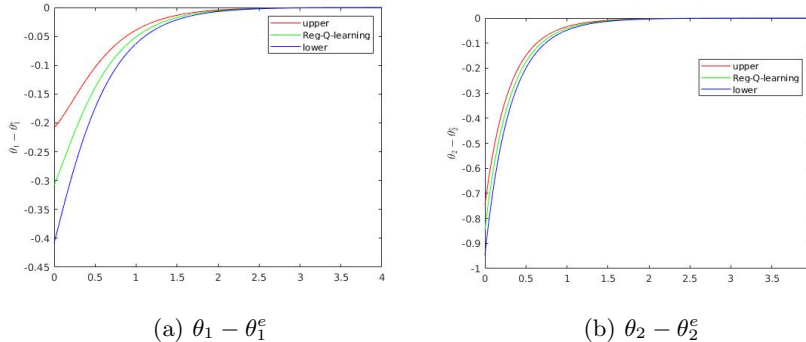 0
-0.05
-0.1
-0.15
-0.2
-0.25
-0.3
-0.35
-0.4
-0.45
θ₁ − θ₁ᵉ
upper
Reg-Q-learning
lower
0 0.5 1 1.5 2 2.5 3 3.5 4
(a) θ₁ − θ₁ᵉ
0
-0.1
-0.2
-0.3
-0.4
-0.5
-0.6
-0.7
-0.8
-0.9
-1
θ₂ − θ₂ᵉ
upper
Reg-Q-learning
lower
0 0.5 1 1.5 2 2.5 3 3.5
(b) θ₂ − θ₂ᵉ